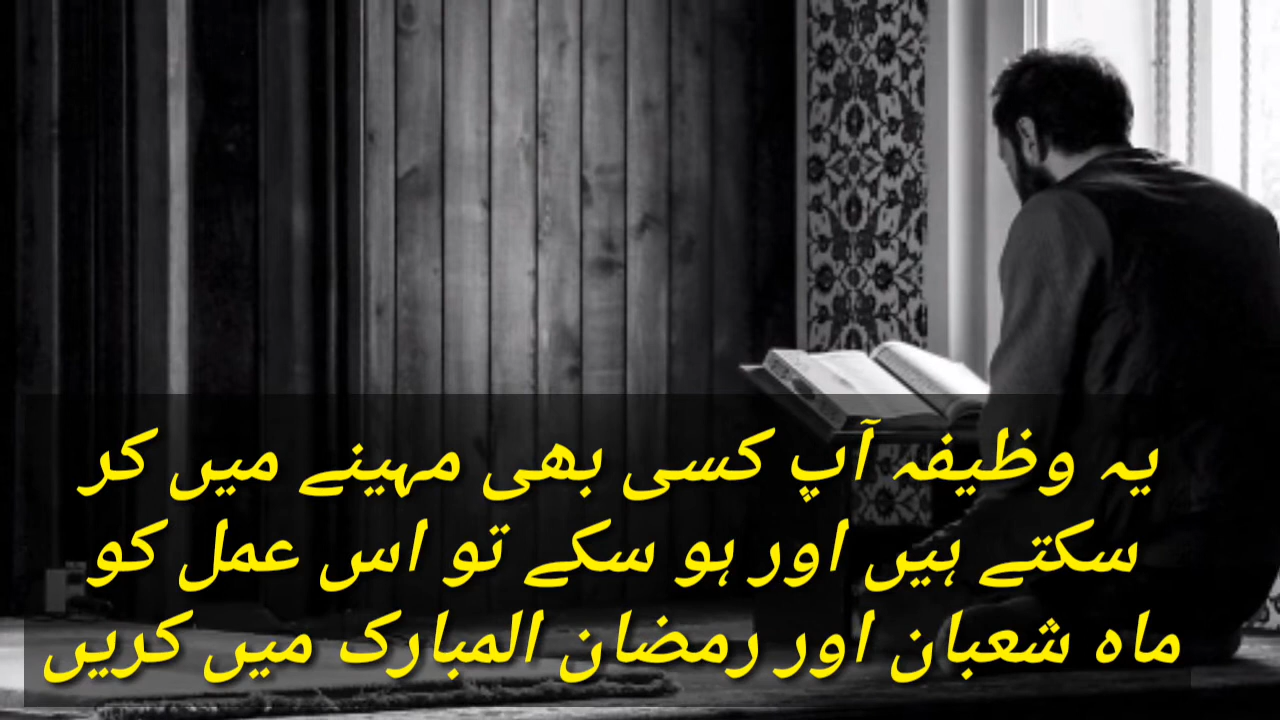 یہ وظیفہ آپ کسی بھی مہینے میں کر
سکتے ہیں اور ہو سکے تو اس عمل کو
ماہ شعبان اور رمضان المبارک میں کریں